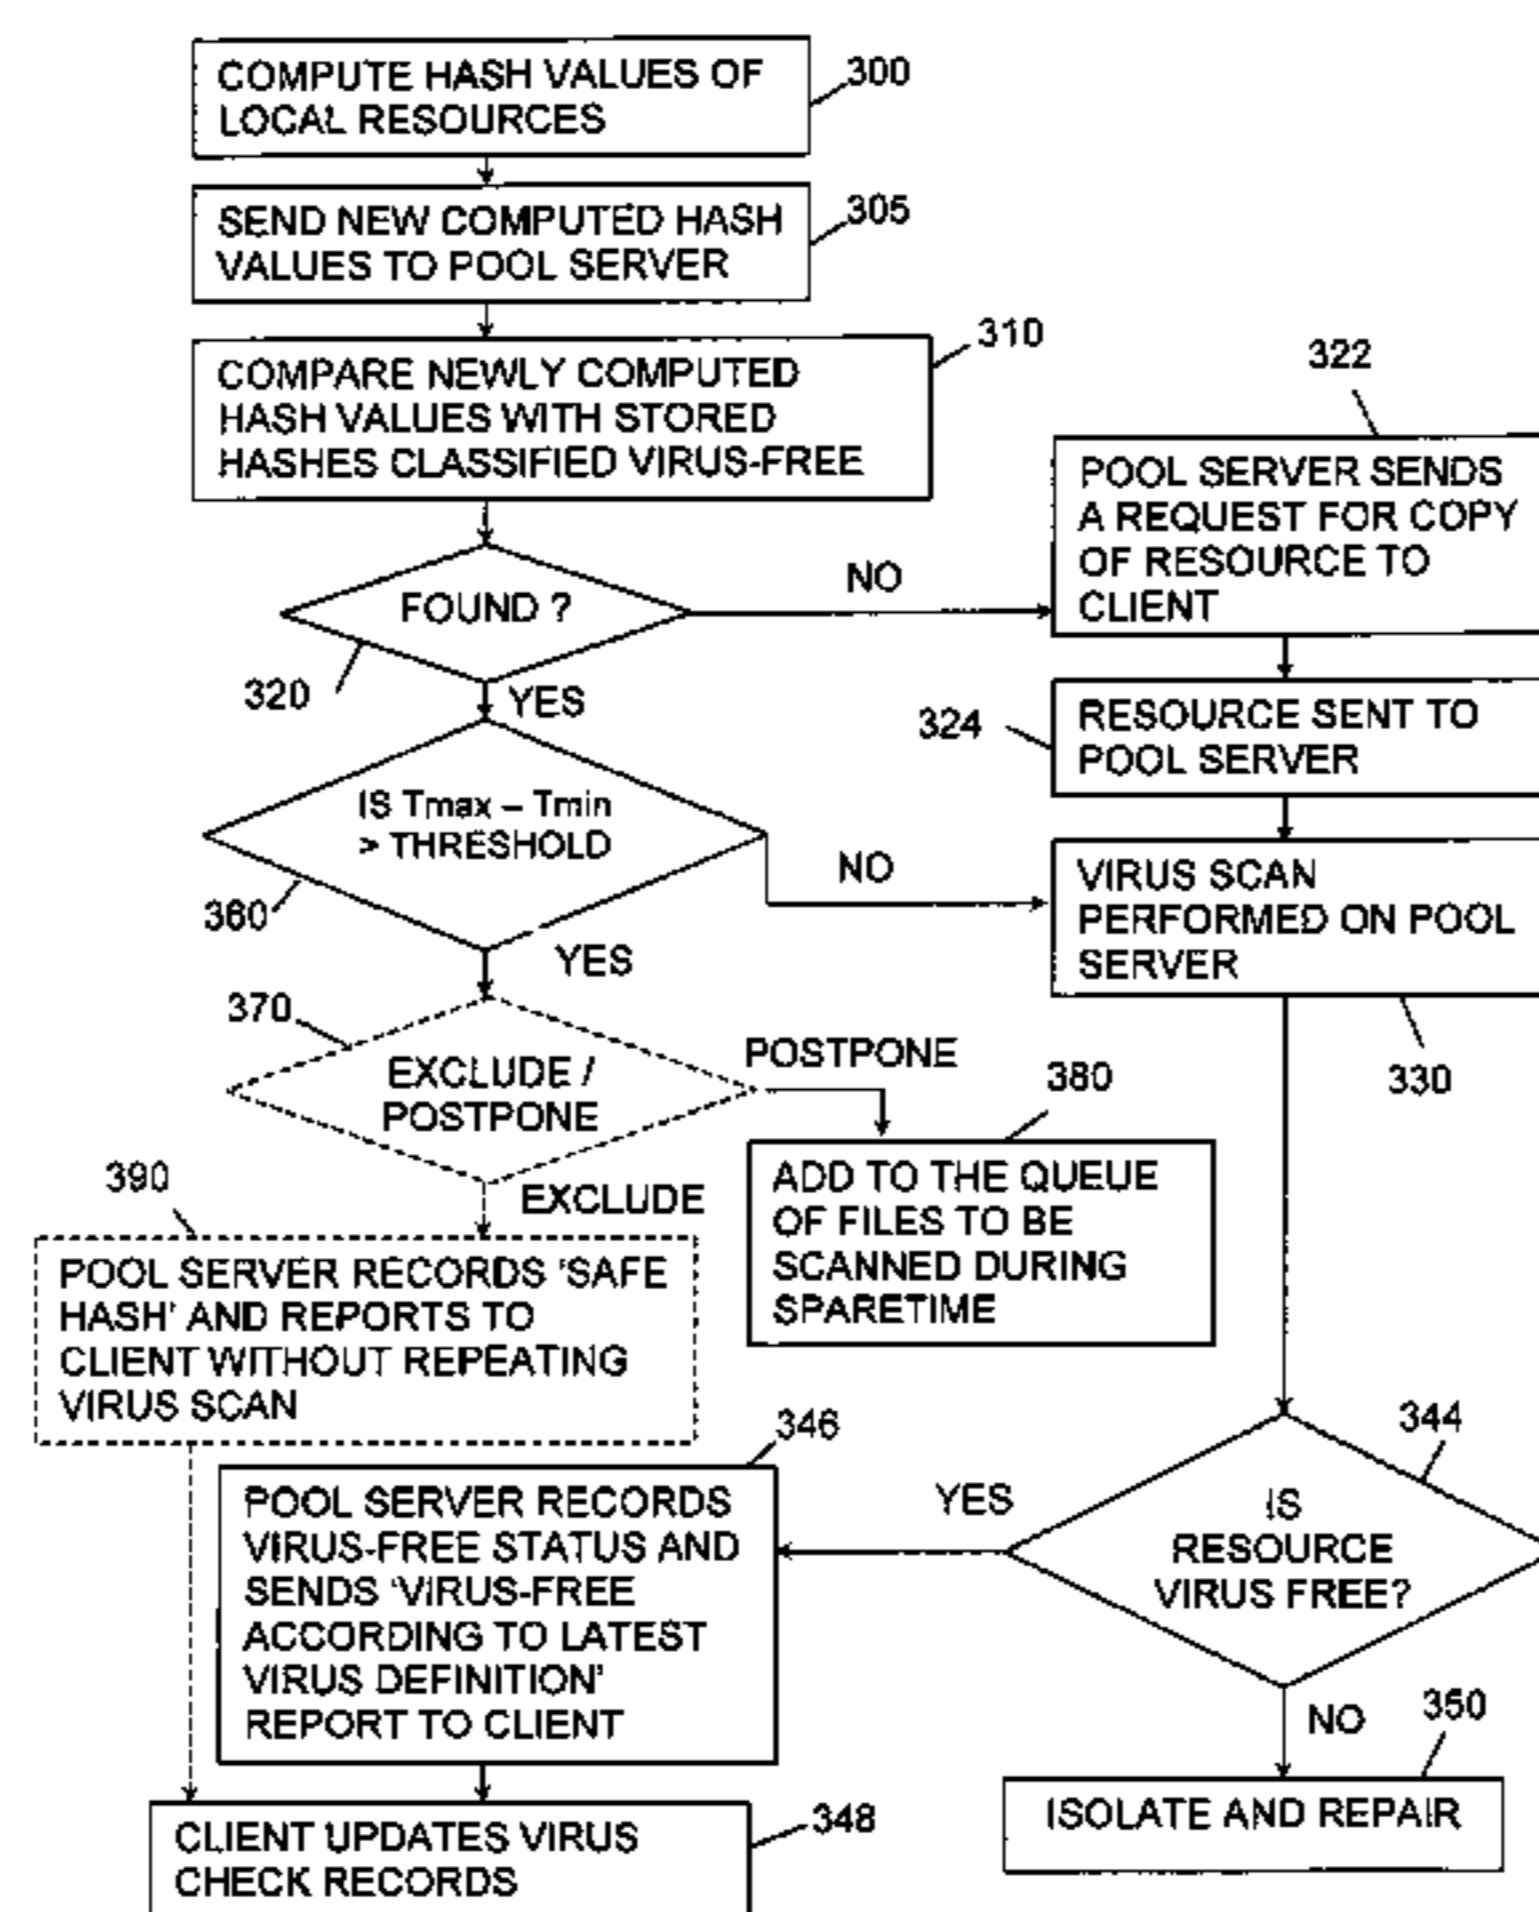 COMPUTE HASH VALUES OF
LOCAL RESOURCES
300
SEND NEW COMPUTED HASH
VALUES TO POOL SERVER
305
COMPARE NEWLY COMPUTED
HASH VALUES WITH STORED
HASHES CLASSIFIED VIRUS-FREE
310
322
POOL SERVER SENDS
A REQUEST FOR COPY
OF RESOURCE TO
CLIENT
FOUND ?
NO
320
YES
324
RESOURCE SENT TO
POOL SERVER
IS Tmax – Tmin
> THRESHOLD
NO
360
YES
VIRUS SCAN
PERFORMED ON POOL
SERVER
330
370
EXCLUDE /
POSTPONE
POSTPONE
380
ADD TO THE QUEUE
OF FILES TO BE
SCANNED DURING
SPARETIME
EXCLUDE
390
POOL SERVER RECORDS 'SAFE
HASH' AND REPORTS TO
CLIENT WITHOUT REPEATING
VIRUS SCAN
346
POOL SERVER RECORDS
VIRUS-FREE STATUS AND
SENDS 'VIRUS-FREE
ACCORDING TO LATEST
VIRUS DEFINITION'
REPORT TO CLIENT
YES
344
IS
RESOURCE
VIRUS FREE?
NO
350
ISOLATE AND REPAIR
CLIENT UPDATES VIRUS
CHECK RECORDS
348